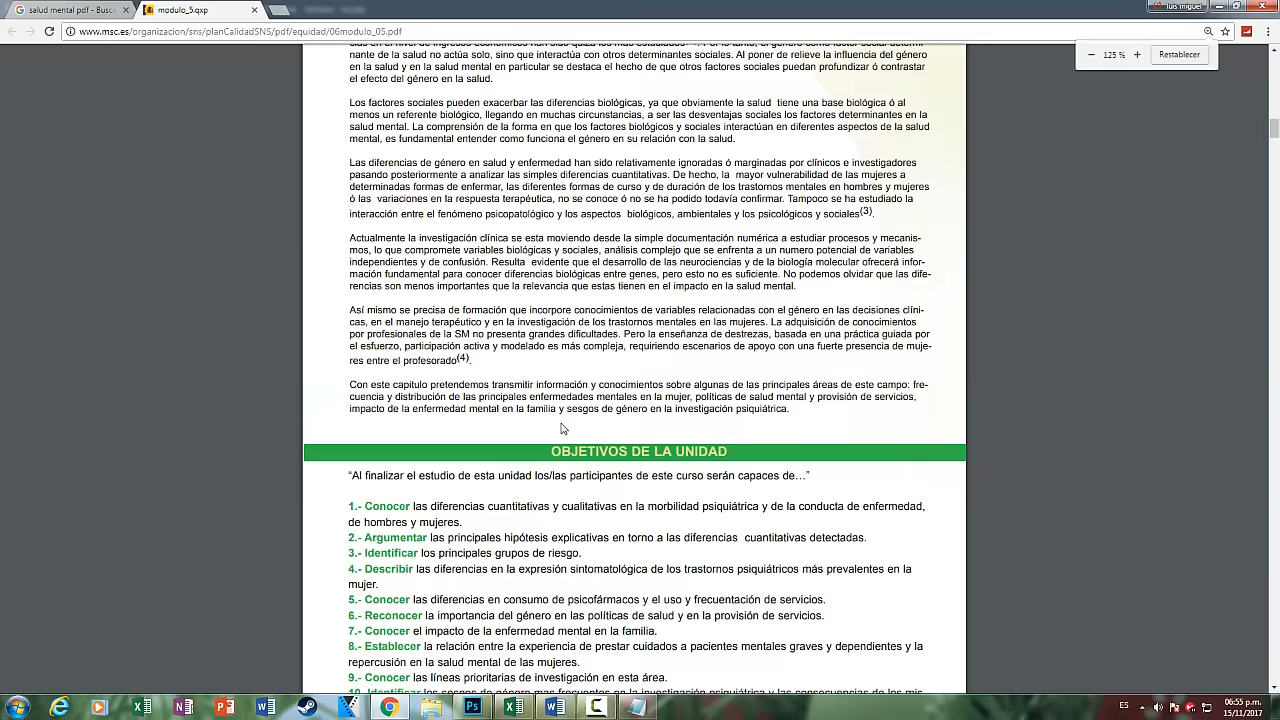 salud mental pdf - Busc
modulo_5.qxp
luis miguel
www.msc.es/organizacion/sns/planCalidadSNS/pdf/equidad/06modulo_05.pdf
125 %
Restablecer
nante de la salud no actúa solo, sino que interactúa con otros determinantes sociales. Al poner de relieve la influencia del género
en la salud y en la salud mental en particular se destaca el hecho de que otros factores sociales puedan profundizar ó contrastar
el efecto del género en la salud.
Los factores sociales pueden exacerbar las diferencias biológicas, ya que obviamente la salud tiene una base biológica ó al
menos un referente biológico, llegando en muchas circunstancias, a ser las desventajas sociales los factores determinantes en la
salud mental. La comprensión de la forma en que los factores biológicos y sociales interactúan en diferentes aspectos de la salud
mental, es fundamental entender como funciona el género en su relación con la salud.
Las diferencias de género en salud y enfermedad han sido relativamente ignoradas ó marginadas por clínicos e investigadores
pasando posteriormente a analizar las simples diferencias cuantitativas. De hecho, la mayor vulnerabilidad de las mujeres a
determinadas formas de enfermar, las diferentes formas de curso y de duración de los trastornos mentales en hombres y mujeres
ó las variaciones en la respuesta terapéutica, no se conoce ó no se ha podido todavía confirmar. Tampoco se ha estudiado la
interacción entre el fenómeno psicopatológico y los aspectos biológicos, ambientales y los psicológicos y sociales(3).
Actualmente la investigación clínica se esta moviendo desde la simple documentación numérica a estudiar procesos y mecanis-
mos, lo que compromete variables biológicas y sociales, análisis complejo que se enfrenta a un numero potencial de variables
independientes y de confusión. Resulta evidente que el desarrollo de las neurociencias y de la biología molecular ofrecerá infor-
mación fundamental para conocer diferencias biológicas entre genes, pero esto no es suficiente. No podemos olvidar que las dife-
rencias son menos importantes que la relevancia que estas tienen en el impacto en la salud mental.
Así mismo se precisa de formación que incorpore conocimientos de variables relacionadas con el género en las decisiones clíni-
cas, en el manejo terapéutico y en la investigación de los trastornos mentales en las mujeres. La adquisición de conocimientos
por profesionales de la SM no presenta grandes dificultades. Pero la enseñanza de destrezas, basada en una práctica guiada por
el esfuerzo, participación activa y modelado es más compleja, requiriendo escenarios de apoyo con una fuerte presencia de muje-
res entre el profesorado(4).
Con este capitulo pretendemos transmitir información y conocimientos sobre algunas de las principales áreas de este campo: fre-
cuencia y distribución de las principales enfermedades mentales en la mujer, políticas de salud mental y provisión de servicios,
impacto de la enfermedad mental en la familia y sesgos de género en la investigación psiquiátrica.
OBJETIVOS DE LA UNIDAD
“Al finalizar el estudio de esta unidad los/las participantes de este curso serán capaces de…”
1.- Conocer las diferencias cuantitativas y cualitativas en la morbilidad psiquiátrica y de la conducta de enfermedad,
de hombres y mujeres.
2.- Argumentar las principales hipótesis explicativas en torno a las diferencias cuantitativas detectadas.
3.- Identificar los principales grupos de riesgo.
4.- Describir las diferencias en la expresión sintomatológica de los trastornos psiquiátricos más prevalentes en la
mujer.
5.- Conocer las diferencias en consumo de psicofármacos y el uso y frecuentación de servicios.
6.- Reconocer la importancia del género en las políticas de salud y en la provisión de servicios.
7.- Conocer el impacto de la enfermedad mental en la familia.
8.- Establecer la relación entre la experiencia de prestar cuidados a pacientes mentales graves y dependientes y la
repercusión en la salud mental de las mujeres.
9.- Conocer las líneas prioritarias de investigación en esta área.
10.- Identificar los sesgos de género mas frecuentes en la investigación psiquiátrica y las consecuencias de los mis-
ES
06:55 p.m.
15/11/2017